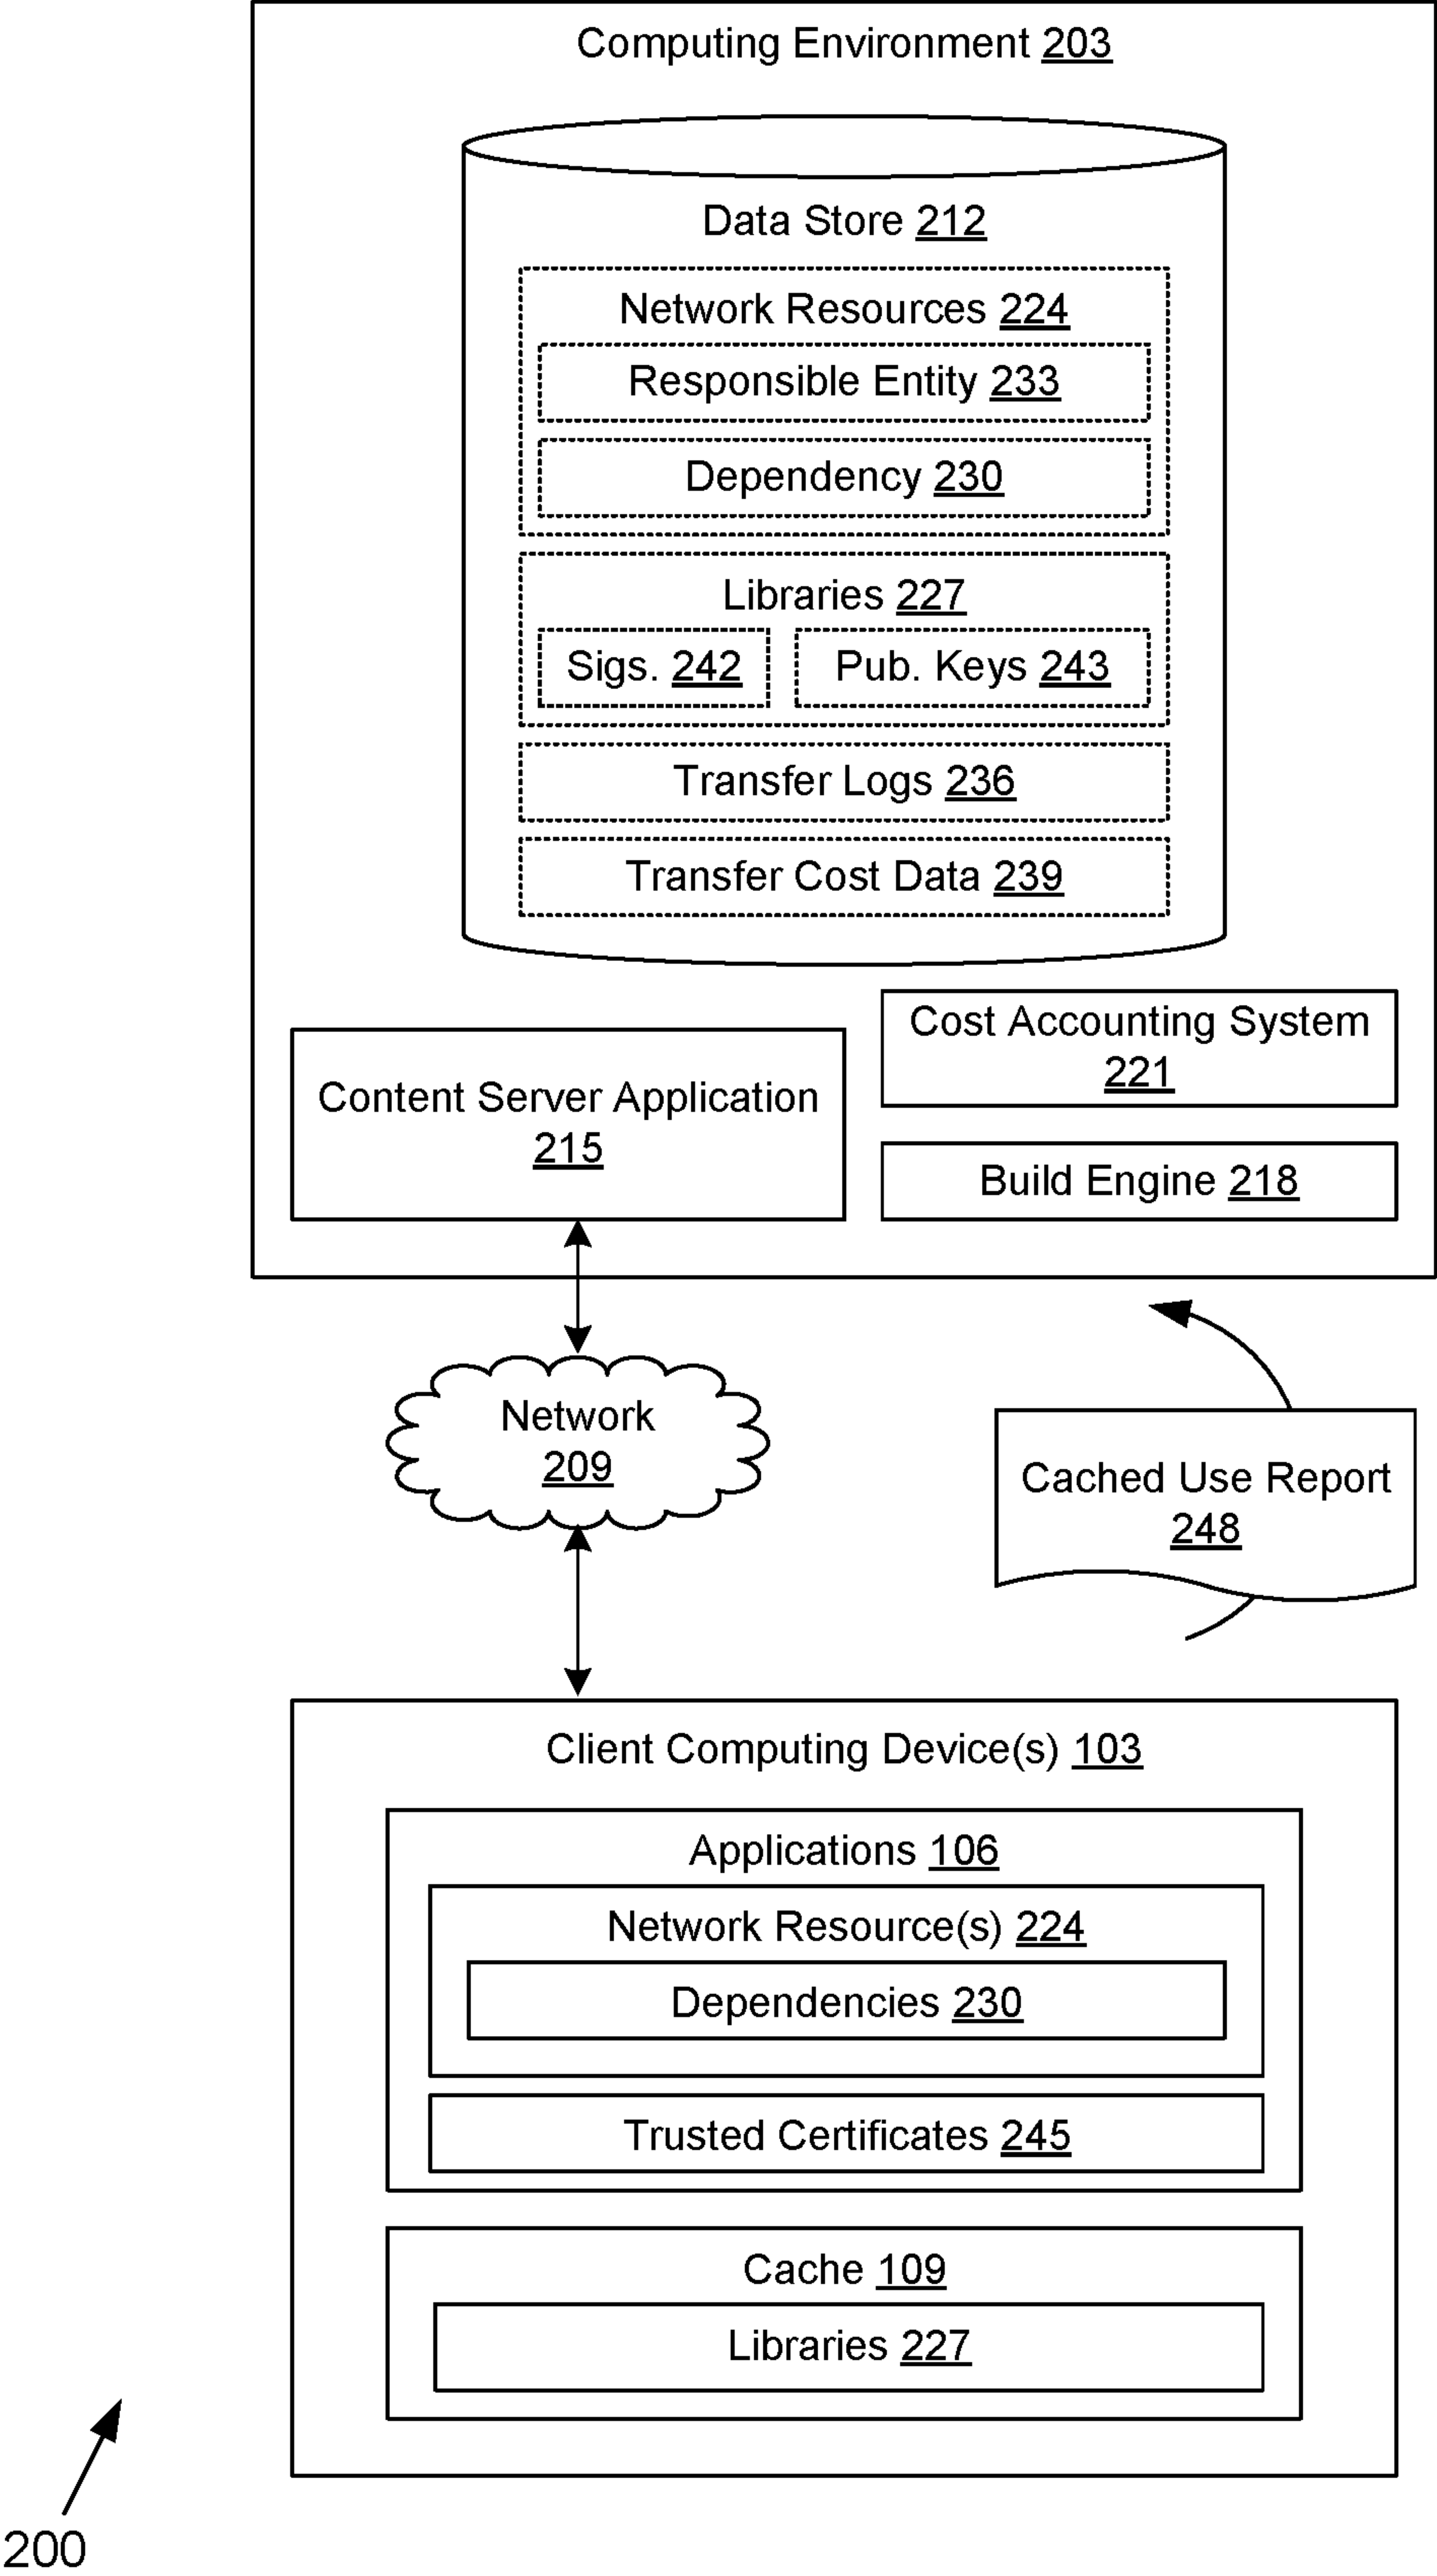 Computing Environment 203
Data Store 212
Network Resources 224
Responsible Entity 233
Dependency 230
Libraries 227
Sigs. 242
Pub. Keys 243
Transfer Logs 236
Transfer Cost Data 239
Cost Accounting System
221
Content Server Application
215
Build Engine 218
Network
209
Cached Use Report
248
Client Computing Device(s) 103
Applications 106
Network Resource(s) 224
Dependencies 230
Trusted Certificates 245
Cache 109
Libraries 227
200